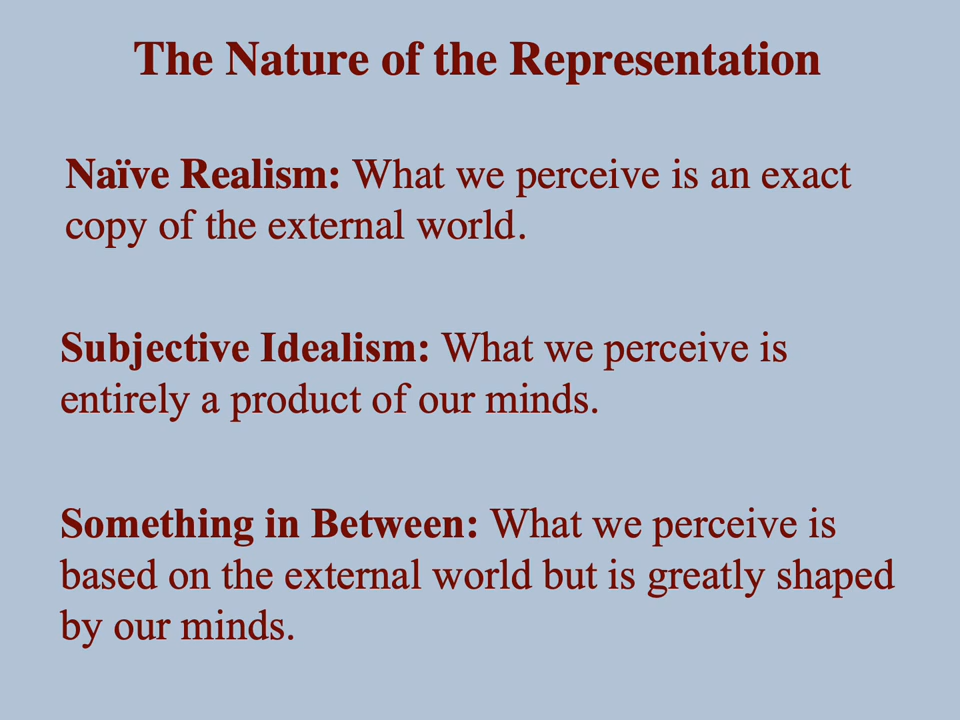 The Nature of the Representation
Naïve Realism: What we perceive is an exact
copy of the external world.
Subjective Idealism: What we perceive is
entirely a product of our minds.
Something in Between: What we perceive is
based on the external world but is greatly shaped
by our minds.